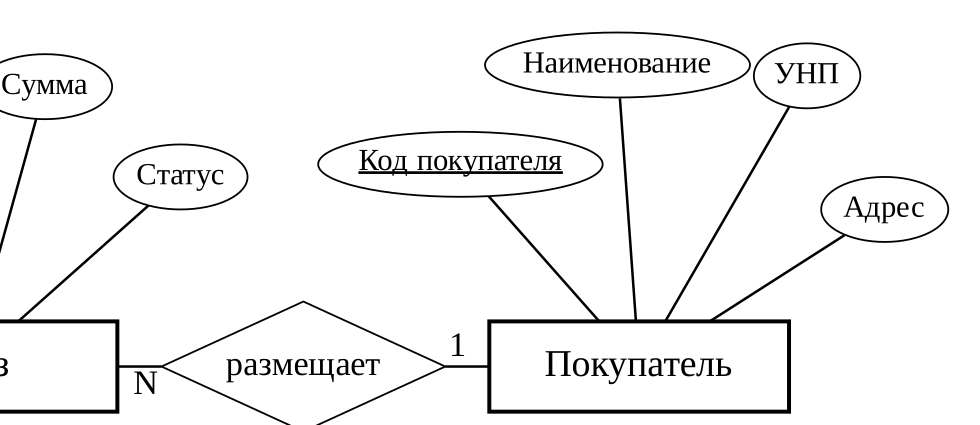 Наименование
УНП
Сумма
Код покупателя
Статус
Адрес
размещает
1
N
Покупатель
з